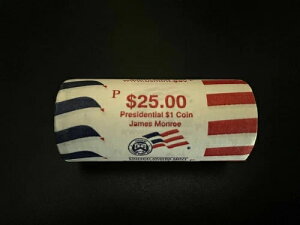 P
$25.00
Presidential $1 Coin
James Monroe